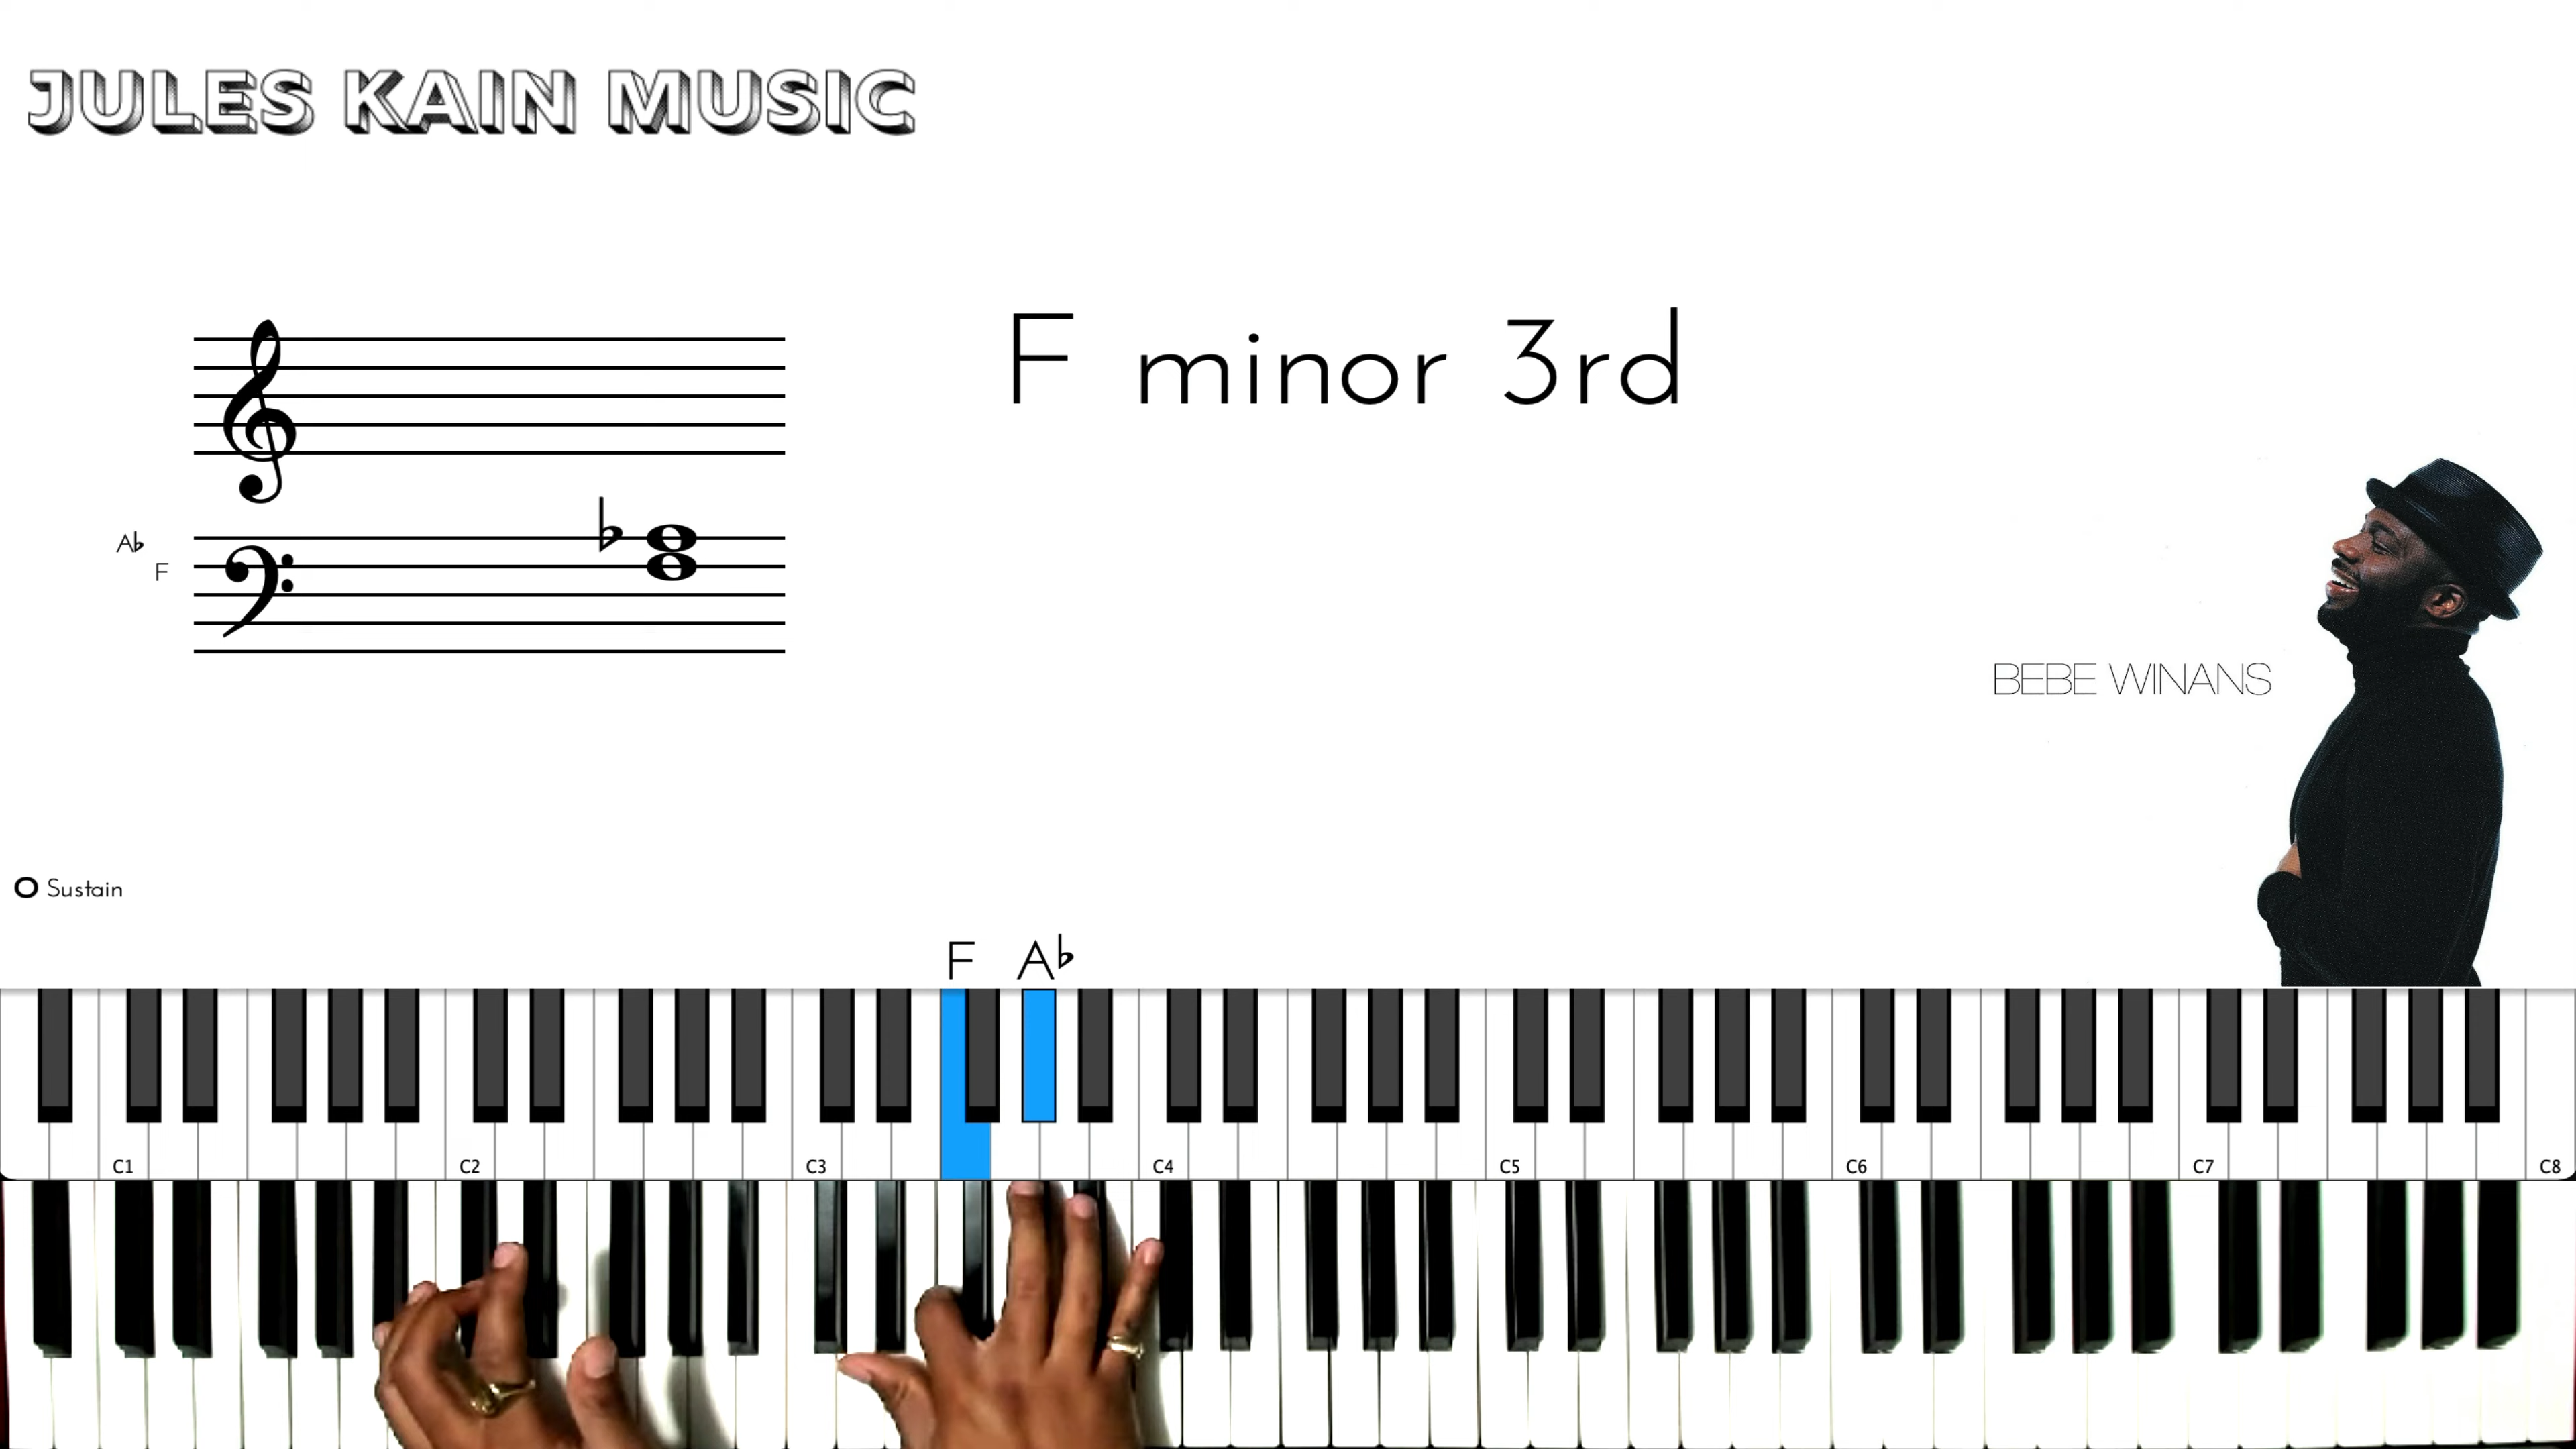 JULES KAIN MUSIC
F minor 3rd
A♭
F
BEBE WINANS
Sustain
F A♭
C1 C2 C3 C4 C5 C6 C7 C8